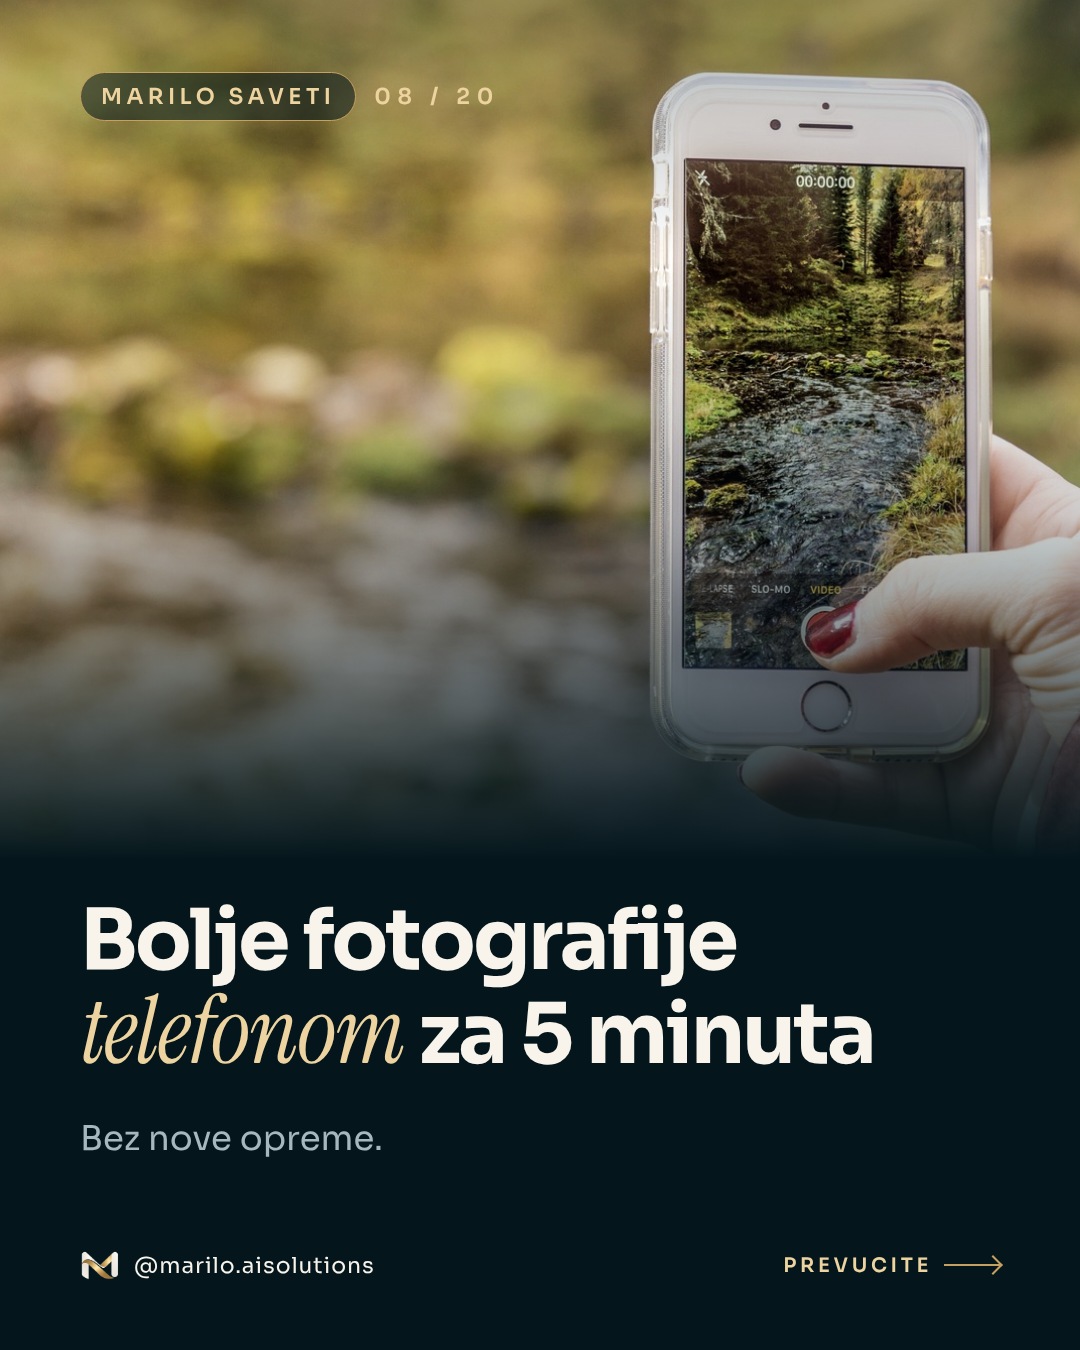 MARILO SAVETI 08 / 20
00:00:00
SLO-MO VIDEO
Bolje fotografije
telefonom za 5 minuta
Bez nove opreme.
@marilo.aisolutions
PREVUCITE